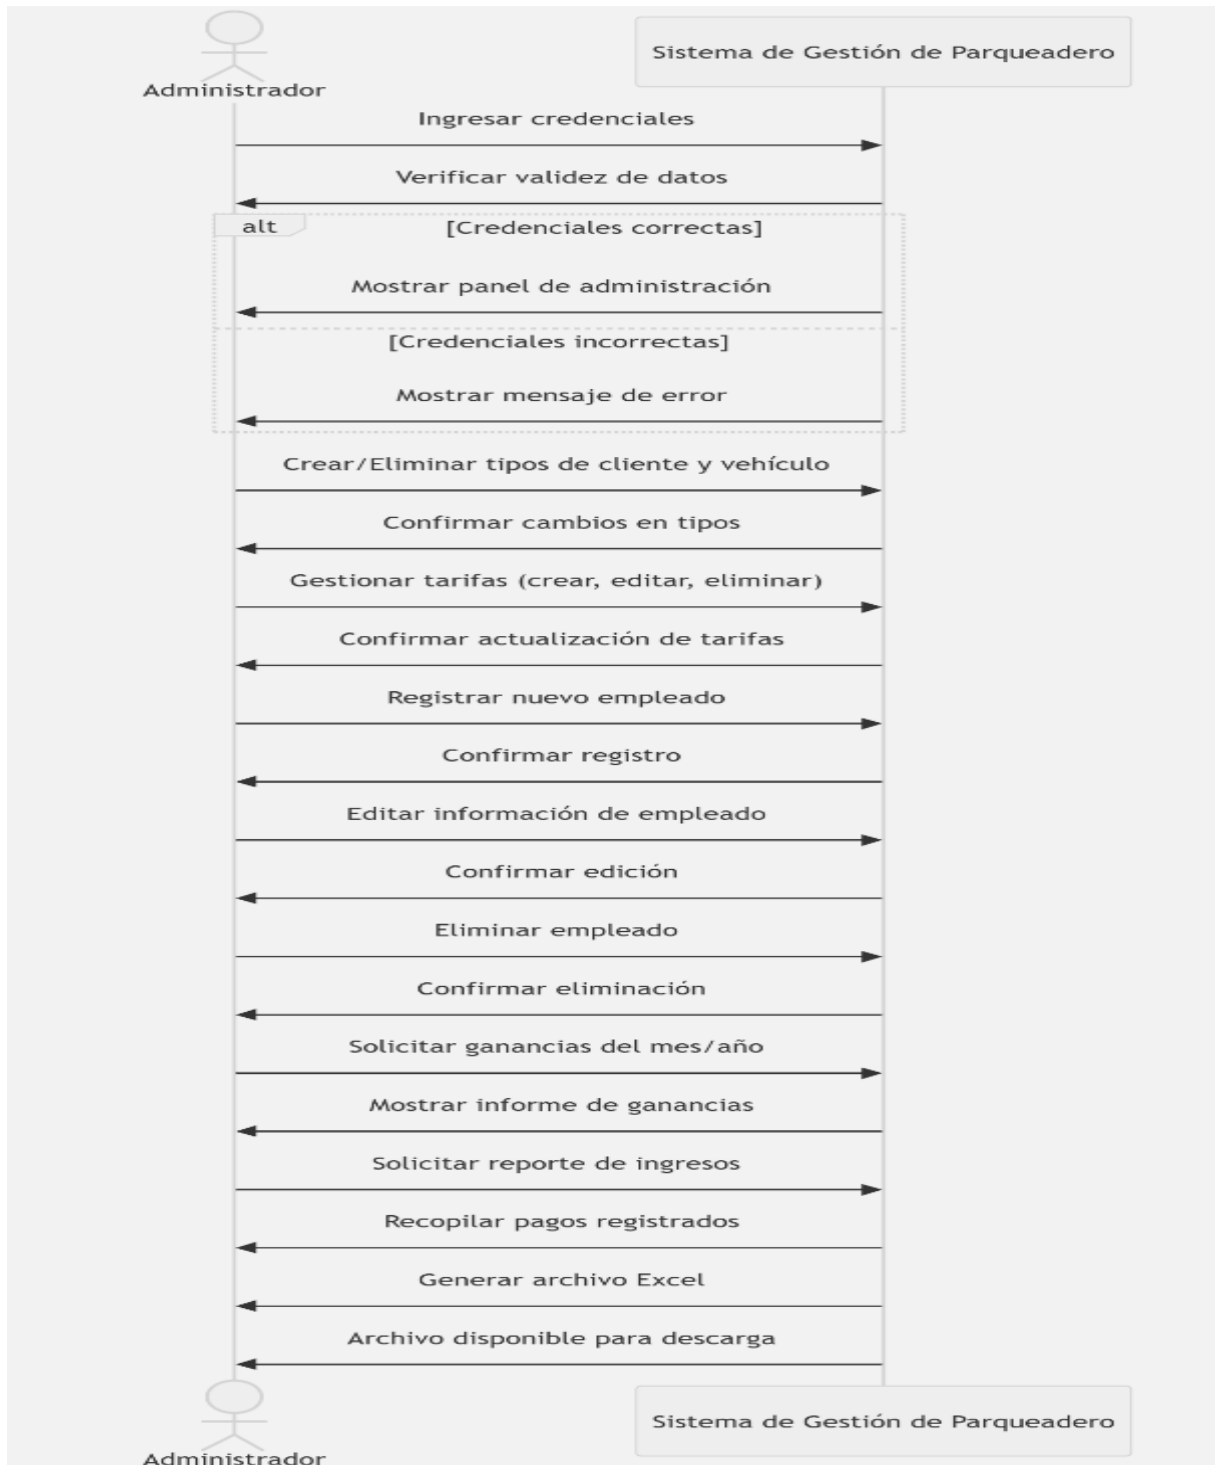 Sistema de Gestión de Parqueadero
Administrador
Ingresar credenciales
Verificar validez de datos
alt
[Credenciales correctas]
Mostrar panel de administración
[Credenciales incorrectas]
Mostrar mensaje de error
Crear/Eliminar tipos de cliente y vehículo
Confirmar cambios en tipos
Gestionar tarifas (crear, editar, eliminar)
Confirmar actualización de tarifas
Registrar nuevo empleado
Confirmar registro
Editar información de empleado
Confirmar edición
Eliminar empleado
Confirmar eliminación
Solicitar ganancias del mes/año
Mostrar informe de ganancias
Solicitar reporte de ingresos
Recopilar pagos registrados
Generar archivo Excel
Archivo disponible para descarga
Sistema de Gestión de Parqueadero
Administrador